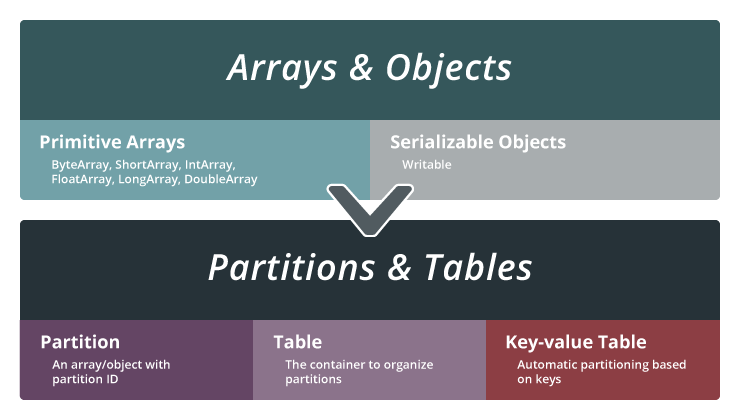 Arrays & Objects
Primitive Arrays
ByteArray, ShortArray, IntArray,
FloatArray, LongArray, DoubleArray
Serializable Objects
Writable
Partitions & Tables
Partition
An array/object with
partition ID
Table
The container to organize
partitions
Key-value Table
Automatic partitioning based
on keys